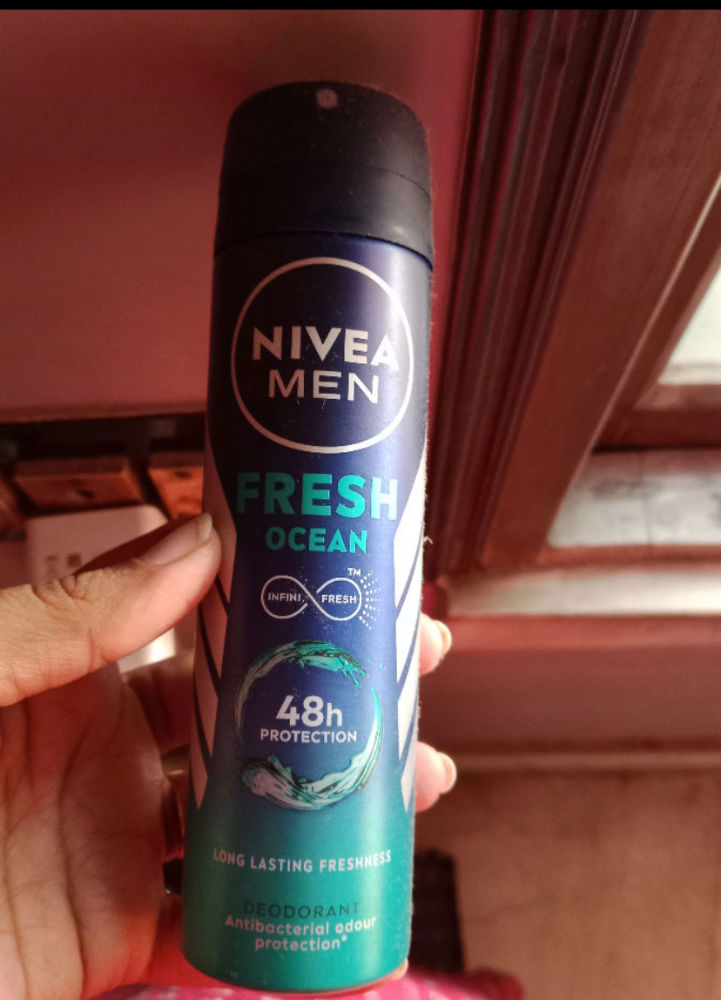 NIVEA
MEN
FRESH
OCEAN
TM
INFINI FRESH
48h
PROTECTION
LONG LASTING FRESHNESS
DEODORANT
Antibacterial odour
protection*